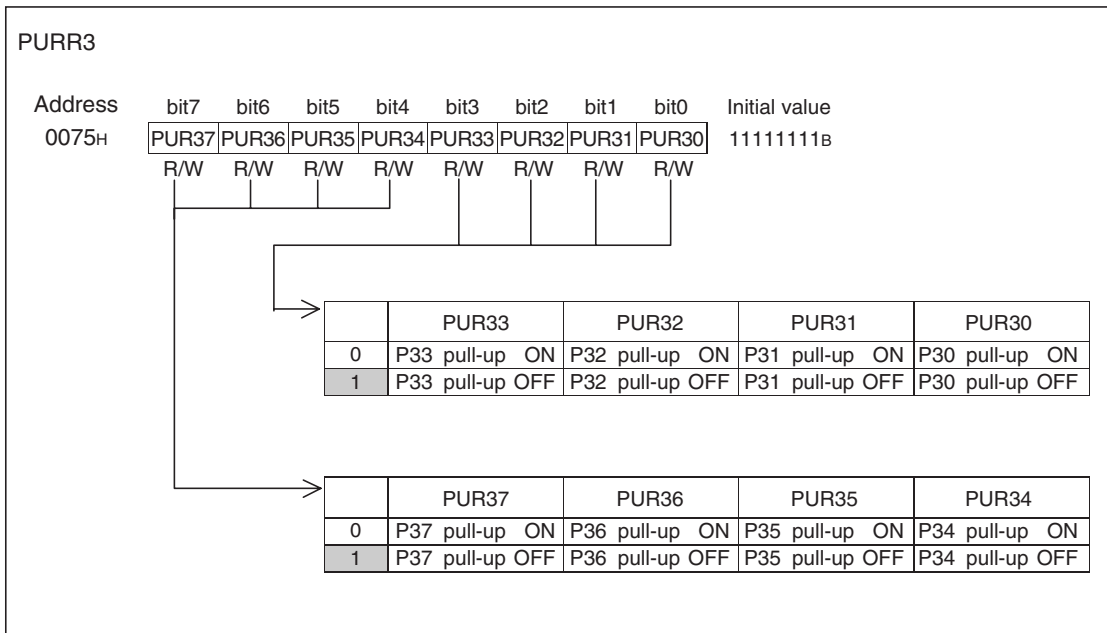 PURR3
Address bit7 bit6 bit5 bit4 bit3 bit2 bit1 bit0 Initial value
0075H PUR37 PUR36 PUR35 PUR34 PUR33 PUR32 PUR31 PUR30 11111111B
R/W R/W R/W R/W R/W R/W R/W R/W
PUR33 PUR32 PUR31 PUR30
0 P33 pull-up ON P32 pull-up ON P31 pull-up ON P30 pull-up ON
1 P33 pull-up OFF P32 pull-up OFF P31 pull-up OFF P30 pull-up OFF
PUR37 PUR36 PUR35 PUR34
0 P37 pull-up ON P36 pull-up ON P35 pull-up ON P34 pull-up ON
1 P37 pull-up OFF P36 pull-up OFF P35 pull-up OFF P34 pull-up OFF